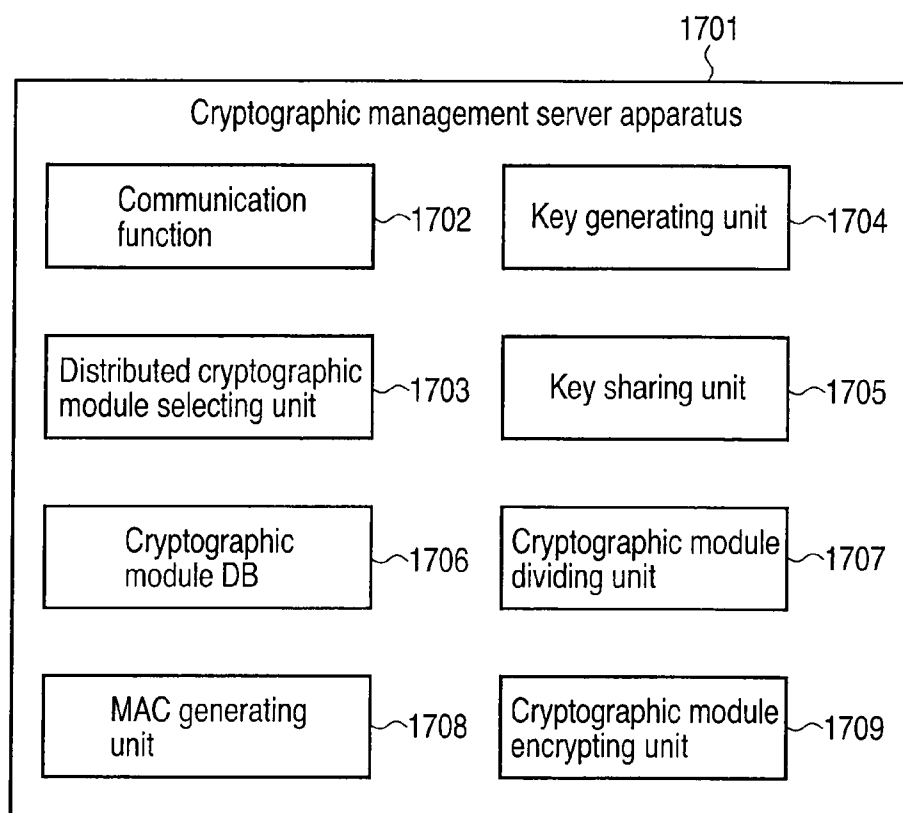 1701
Cryptographic management server apparatus
Communication
function
1702
Key generating unit
1704
Distributed cryptographic
module selecting unit
1703
Key sharing unit
1705
Cryptographic
module DB
1706
Cryptographic module
dividing unit
1707
MAC generating
unit
1708
Cryptographic module
encrypting unit
1709